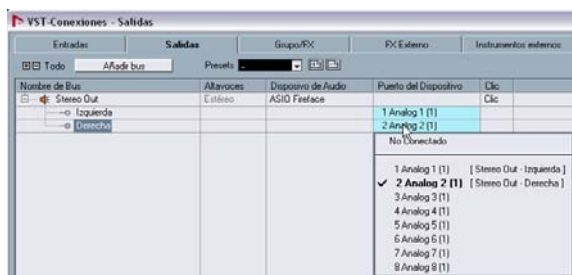 VST-Conexiones - Salidas
Entradas Salidas Grupo/FX FX Externo Instrumentos externos
Todo Añadir bus Presets -
Nombre de Bus Altavoces Disposivo de Audio Puerto del Dispositivo Clic
Stereo Out Estéreo ASIO Fireface Clic
Izquierda 1 Analog 1 (1)
Derecha 2 Analog 2 (1)
No Conectado
1 Analog 1 (1) [ Stereo Out - Izquierda ]
✓ 2 Analog 2 (1) [ Stereo Out - Derecha ]
3 Analog 3 (1)
4 Analog 4 (1)
5 Analog 5 (1)
6 Analog 6 (1)
7 Analog 7 (1)
8 Analog 8 (1)